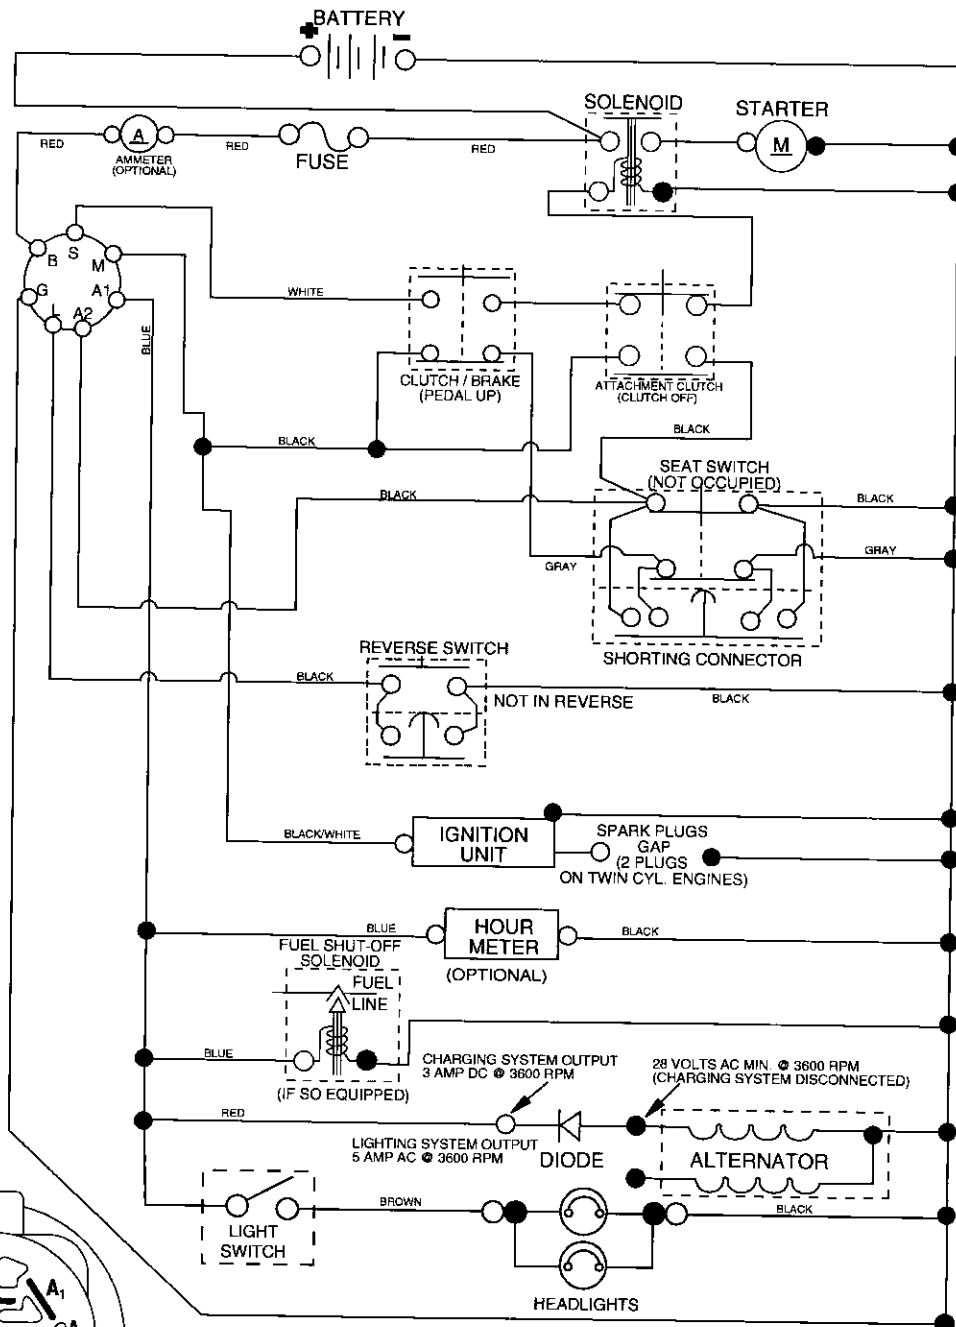 BATTERY
+ −
SOLENOID
STARTER
A
M
RED
AMMETER
(OPTIONAL)
RED
FUSE
RED
S
B
M
G
A1
L
A2
WHITE
BLUE
CLUTCH / BRAKE
(PEDAL UP)
ATTACHMENT CLUTCH
(CLUTCH OFF)
BLACK
BLACK
SEAT SWITCH
(NOT OCCUPIED)
BLACK
BLACK
GRAY
GRAY
SHORTING CONNECTOR
REVERSE SWITCH
BLACK
NOT IN REVERSE
BLACK
BLACK/WHITE
IGNITION
UNIT
SPARK PLUGS
GAP
(2 PLUGS
ON TWIN CYL. ENGINES)
BLUE
HOUR
METER
BLACK
(OPTIONAL)
FUEL SHUT-OFF
SOLENOID
FUEL
LINE
BLUE
(IF SO EQUIPPED)
CHARGING SYSTEM OUTPUT
3 AMP DC @ 3600 RPM
28 VOLTS AC MIN. @ 3600 RPM
(CHARGING SYSTEM DISCONNECTED)
RED
LIGHTING SYSTEM OUTPUT
5 AMP AC @ 3600 RPM
DIODE
ALTERNATOR
BROWN
BLACK
LIGHT
SWITCH
HEADLIGHTS
A1